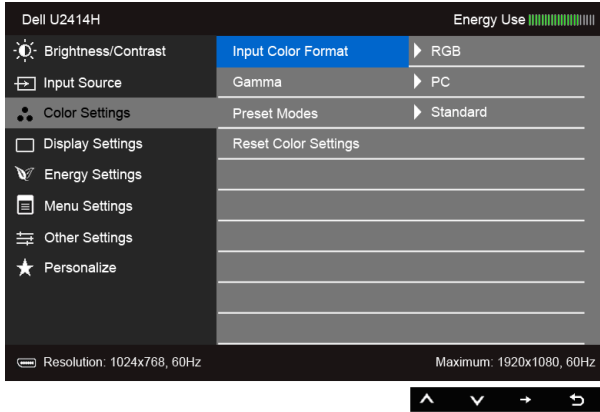 Dell U2414H Energy Use
Brightness/Contrast Input Color Format RGB
Input Source Gamma PC
Color Settings Preset Modes Standard
Display Settings Reset Color Settings
Energy Settings
Menu Settings
Other Settings
Personalize
Resolution: 1024x768, 60Hz Maximum: 1920x1080, 60Hz